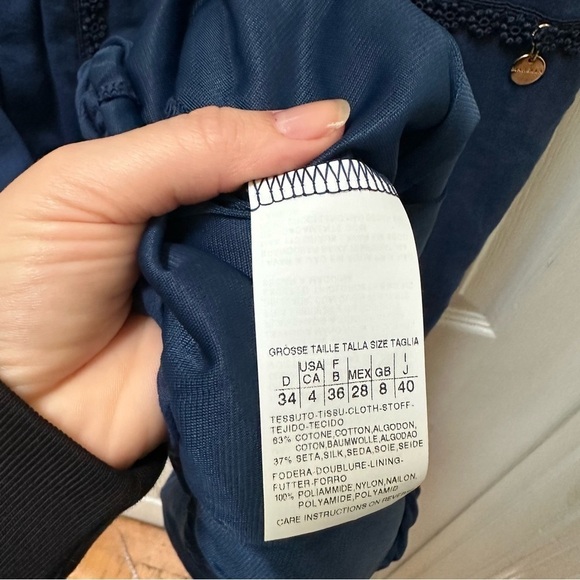 GRÖSSE TAILLE TALLA SIZE TAGLIA
D USA CA F B MEX GB I J
34 4 36 28 8 40
TESSUTO-TISSU-CLOTH-STOFF-
TEJIDO-TECIDO
63% COTONE,COTTON,ALGODON,
COTON,BAUMWOLLE,ALGODAO
37% SETA,SILK,SEDA,SOIE,SEIDE
FODERA-DOUBLURE-LINING-
FUTTER-FORRO
100% POLIAMMIDE,NYLON,NAILON,
POLYAMIDE,POLYAMID
CARE INSTRUCTIONS ON REVER